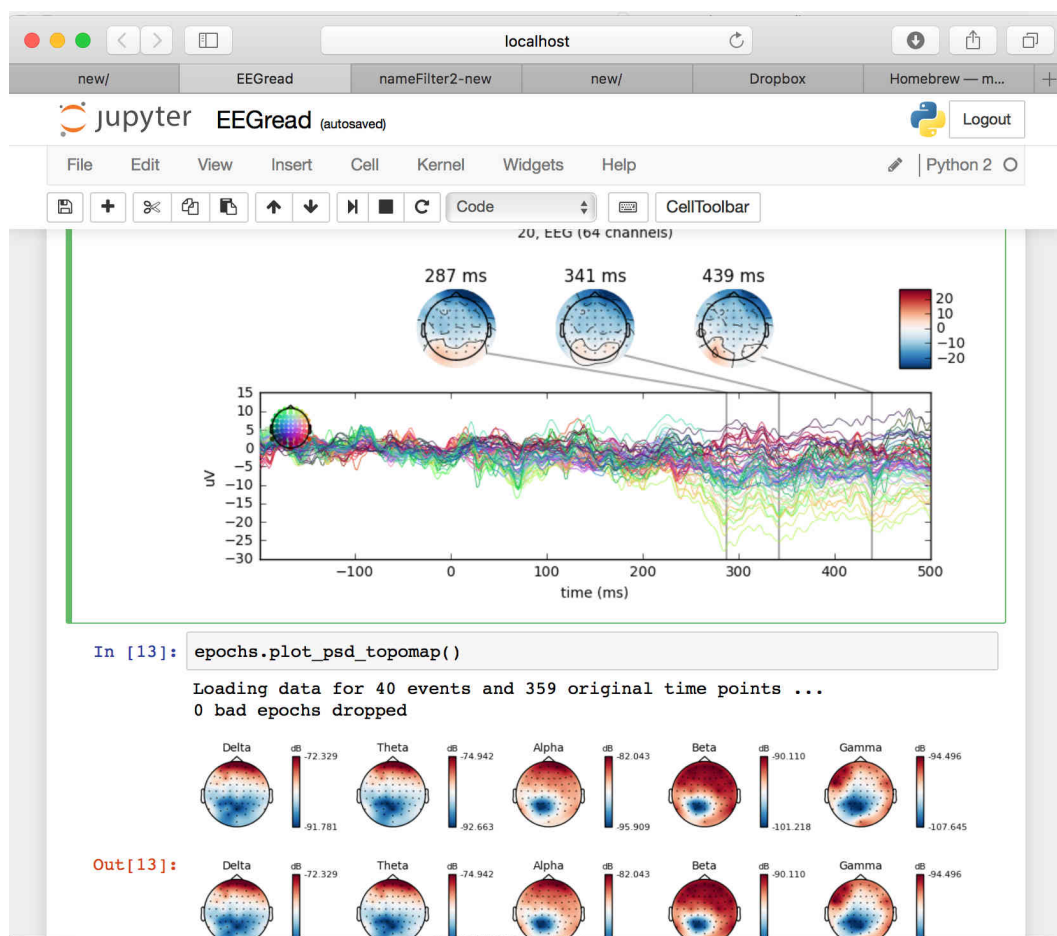 localhost
new/ EEGread nameFilter2-new new/ Dropbox Homebrew — m...
jupyter EEGread (autosaved) Logout
File Edit View Insert Cell Kernel Widgets Help Python 2
Code CellToolbar
20, EEG (64 channels)
287 ms 341 ms 439 ms
20
10
0
−10
−20
15
10
5
0
−5
−10
−15
−20
−25
−30
uV
−100 0 100 200 300 400 500
time (ms)
In [13]: epochs.plot_psd_topomap()
Loading data for 40 events and 359 original time points ...
0 bad epochs dropped
Delta dB -72.329 Theta dB -74.942 Alpha dB -82.043 Beta dB -90.110 Gamma dB -94.496
-91.781 -92.663 -95.909 -101.218 -107.645
Out[13]: Delta dB -72.329 Theta dB -74.942 Alpha dB -82.043 Beta dB -90.110 Gamma dB -94.496